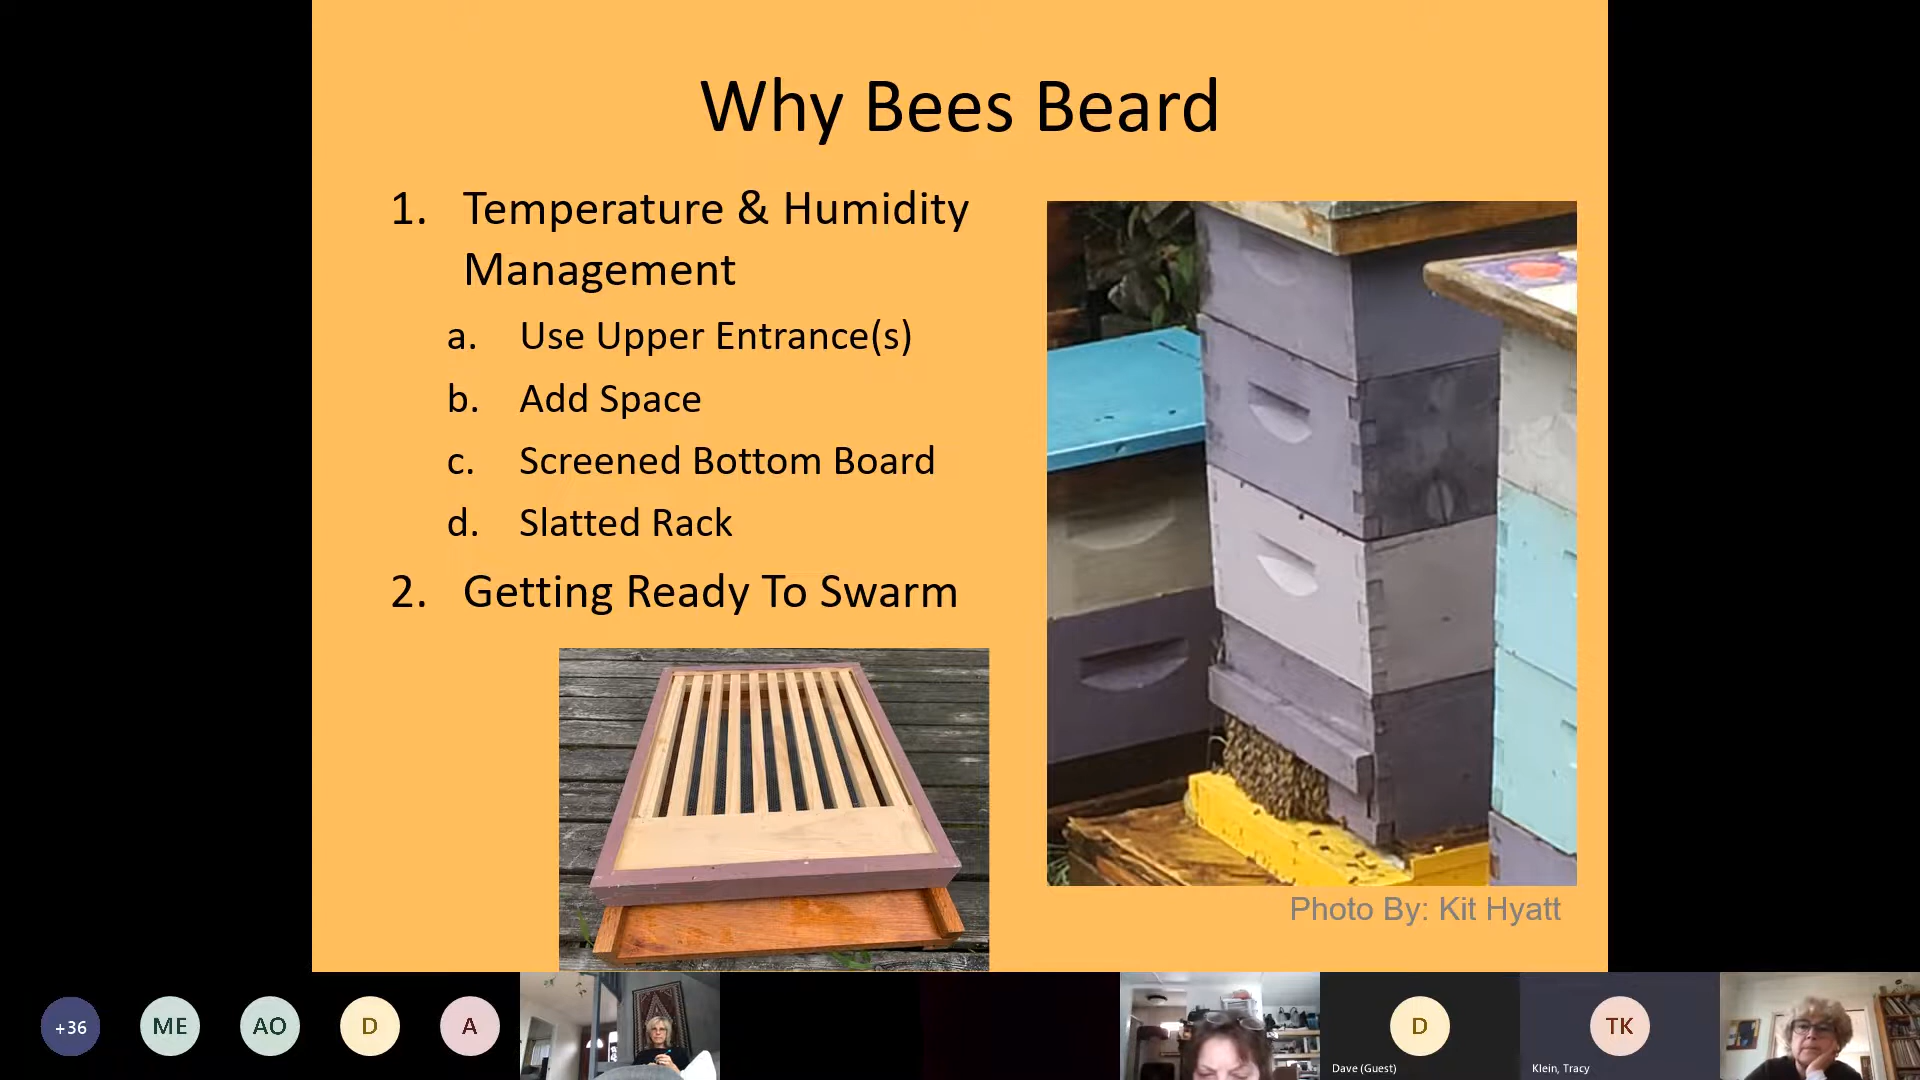 Why Bees Beard
1. Temperature & Humidity
Management
a. Use Upper Entrance(s)
b. Add Space
c. Screened Bottom Board
d. Slatted Rack
2. Getting Ready To Swarm
Photo By: Kit Hyatt
+36
ME
AO
D
A
D
Dave (Guest)
TK
Klein, Tracy